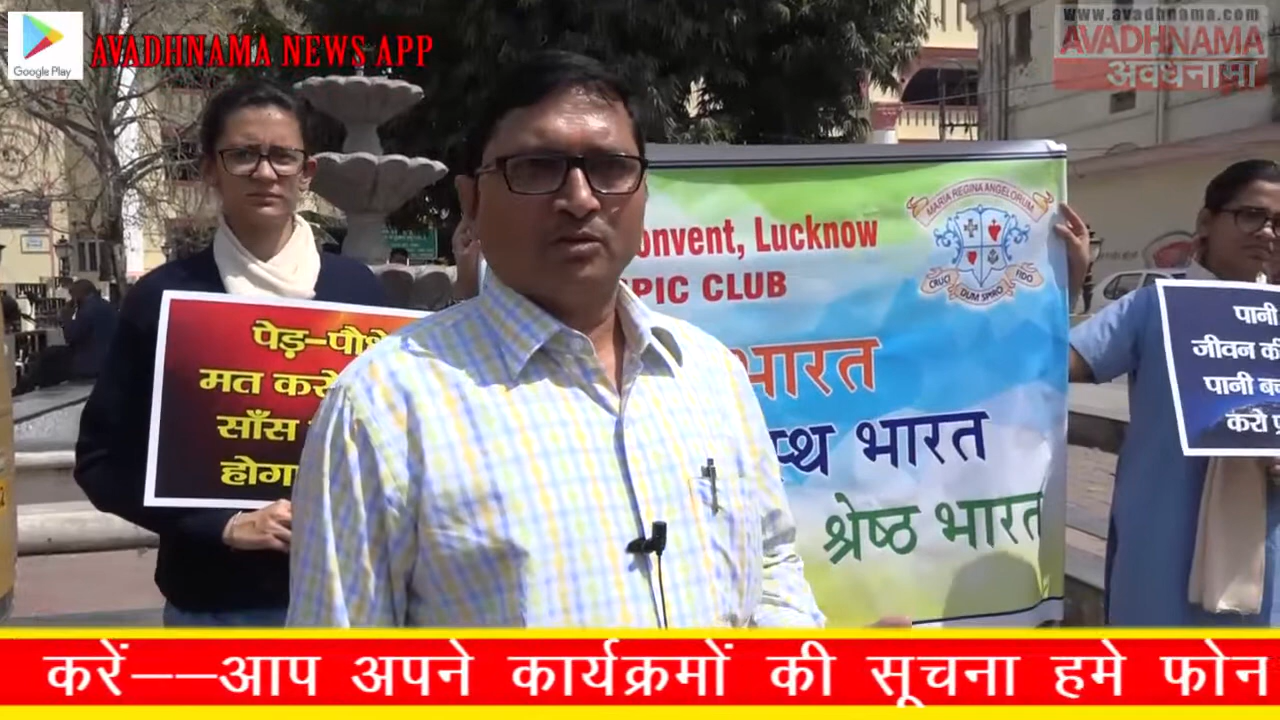 Google Play
AVADHNAMA NEWS APP
www.avadhnama.com
AVADHNAMA
अवधनामा
onvent, Lucknow
SPIC CLUB
MARIA REGINA ANGELORUM
CRUCI DUM SPIRO FIDO
भारत
भारत
श्रेष्ठ भारत
पेड़-पौधे
मत करो
साँस
होगा
पानी
जीवन की
पानी
करो
करें--आप अपने कार्यक्रमों की सूचना हमे फोन